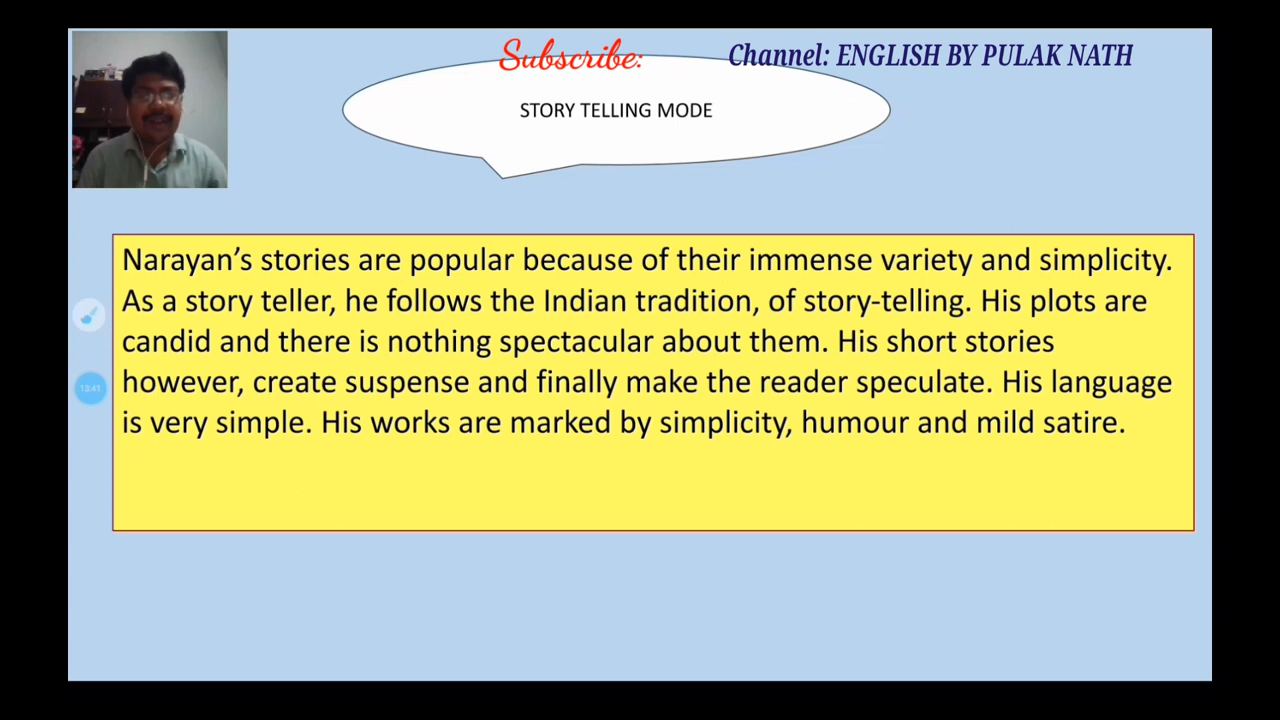 Subscribe:
Channel: ENGLISH BY PULAK NATH
STORY TELLING MODE
Narayan’s stories are popular because of their immense variety and simplicity.
As a story teller, he follows the Indian tradition, of story-telling. His plots are
candid and there is nothing spectacular about them. His short stories
however, create suspense and finally make the reader speculate. His language
is very simple. His works are marked by simplicity, humour and mild satire.
13:41